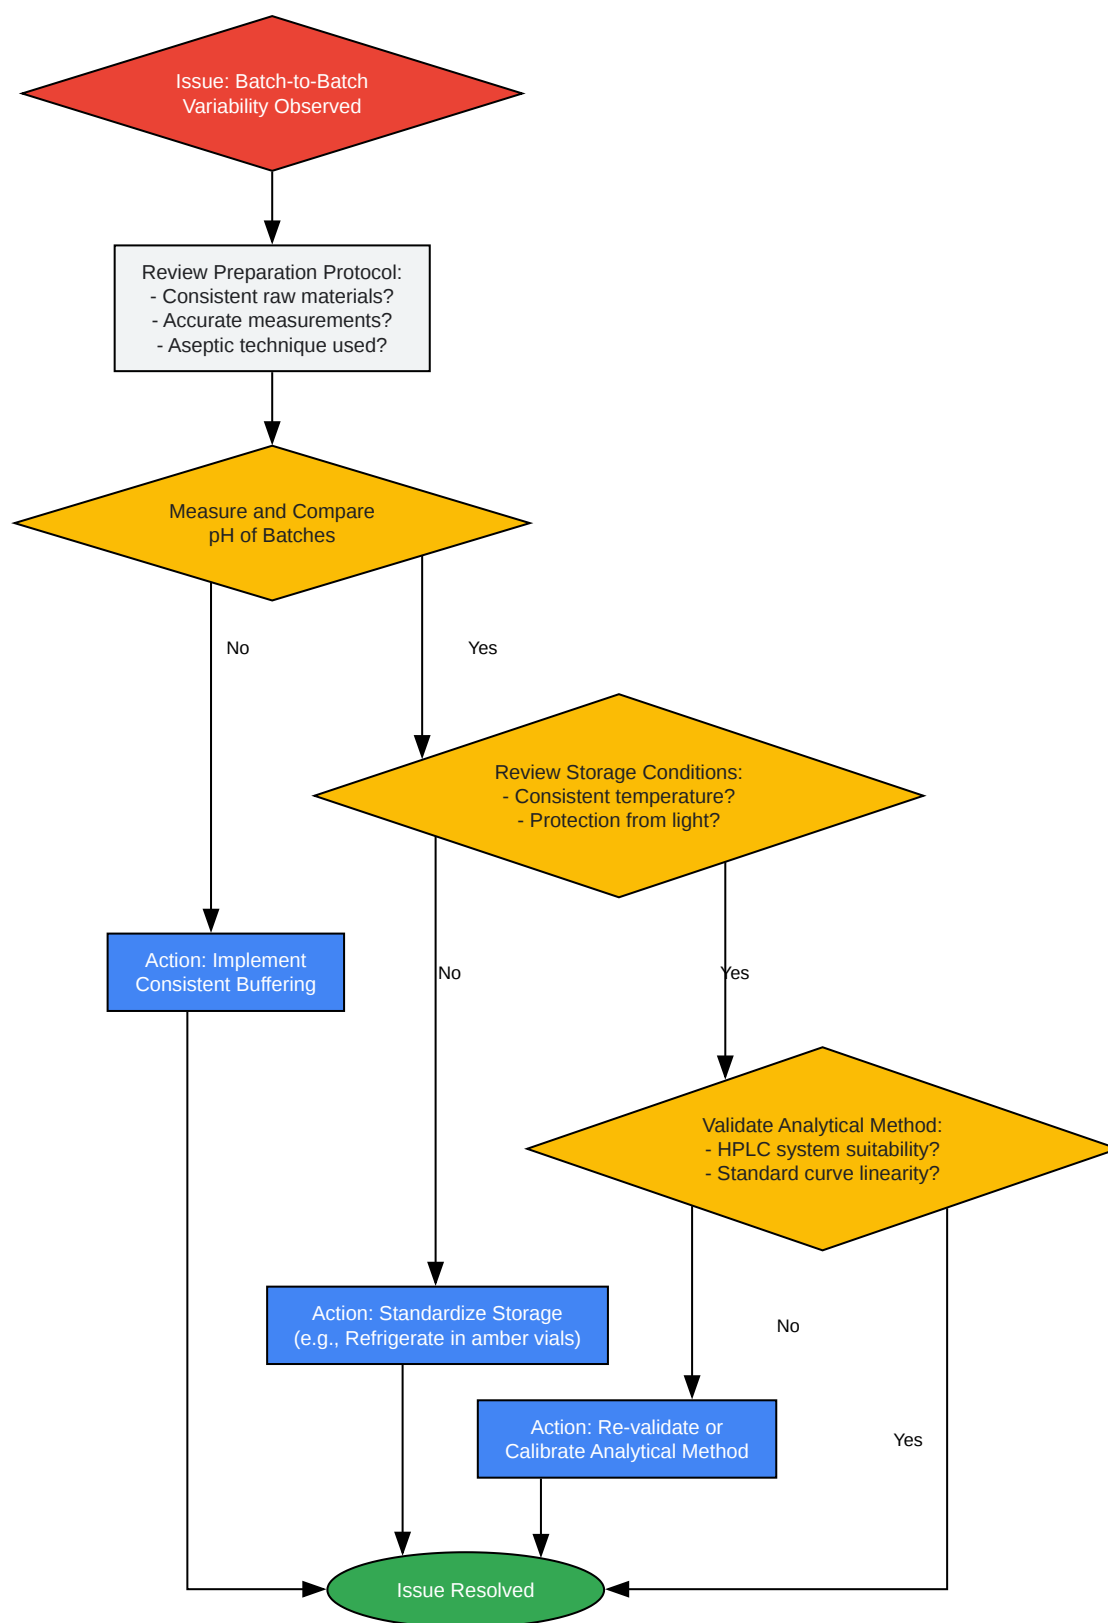 Issue: Batch-to-Batch
Variability Observed
Review Preparation Protocol:
- Consistent raw materials?
- Accurate measurements?
- Aseptic technique used?
Measure and Compare
pH of Batches
No
Yes
Review Storage Conditions:
- Consistent temperature?
- Protection from light?
Action: Implement
Consistent Buffering
No
Yes
Validate Analytical Method:
- HPLC system suitability?
- Standard curve linearity?
Action: Standardize Storage
(e.g., Refrigerate in amber vials)
No
Action: Re-validate or
Calibrate Analytical Method
Yes
Issue Resolved